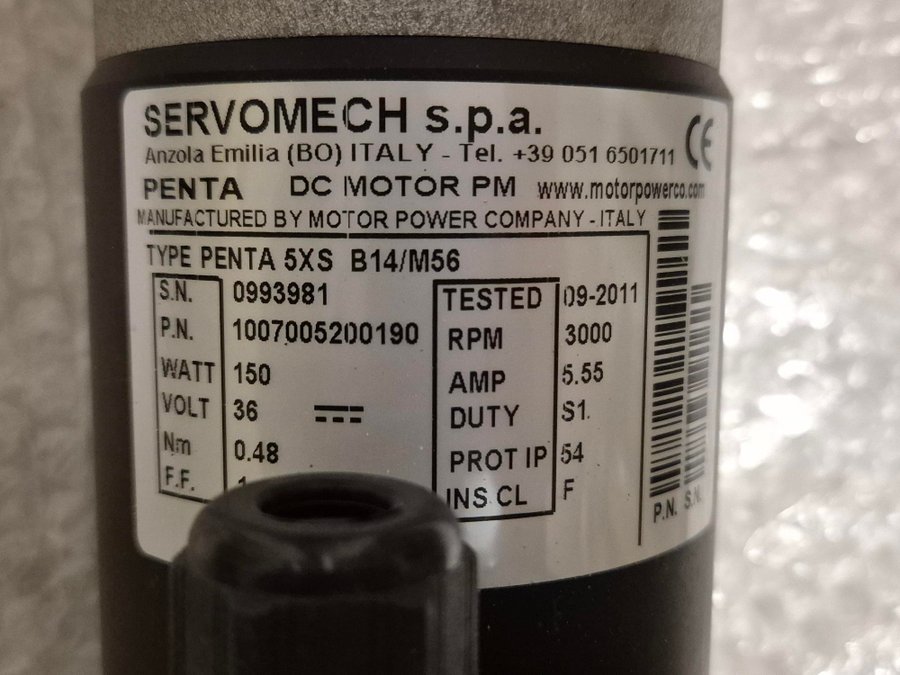 SERVOMECH s.p.a.
Anzola Emilia (BO) ITALY - Tel. +39 051 6501711
CE
PENTA DC MOTOR PM www.motorpowerco.com
MANUFACTURED BY MOTOR POWER COMPANY - ITALY
TYPE PENTA 5XS B14/M56
S.N. 0993981 TESTED 09-2011
P.N. 1007005200190 RPM 3000
WATT 150 AMP 5.55
VOLT 36 DUTY S1.
Nm 0.48 PROT IP 54
F.F. INS CL F
P.N. S.N.